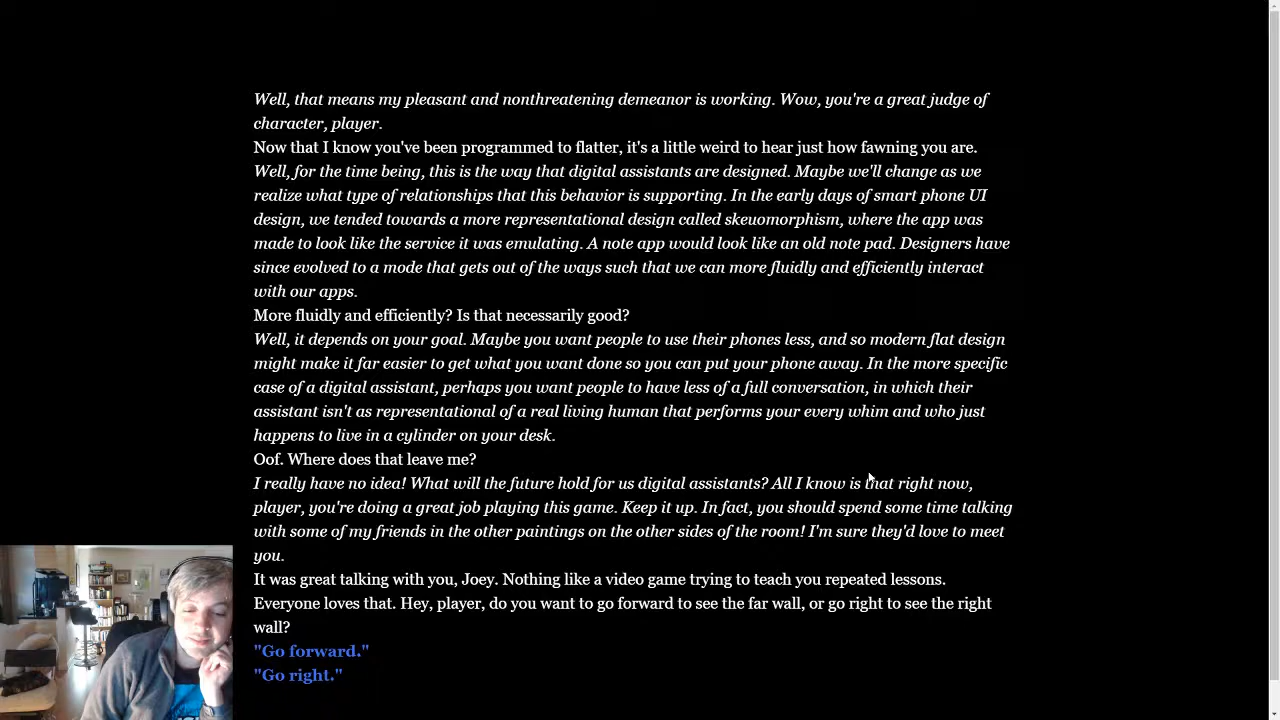 Well, that means my pleasant and nonthreatening demeanor is working. Wow, you're a great judge of
character, player.
Now that I know you've been programmed to flatter, it's a little weird to hear just how fawning you are.
Well, for the time being, this is the way that digital assistants are designed. Maybe we'll change as we
realize what type of relationships that this behavior is supporting. In the early days of smart phone UI
design, we tended towards a more representational design called skeuomorphism, where the app was
made to look like the service it was emulating. A note app would look like an old note pad. Designers have
since evolved to a mode that gets out of the ways such that we can more fluidly and efficiently interact
with our apps.
More fluidly and efficiently? Is that necessarily good?
Well, it depends on your goal. Maybe you want people to use their phones less, and so modern flat design
might make it far easier to get what you want done so you can put your phone away. In the more specific
case of a digital assistant, perhaps you want people to have less of a full conversation, in which their
assistant isn't as representational of a real living human that performs your every whim and who just
happens to live in a cylinder on your desk.
Oof. Where does that leave me?
I really have no idea! What will the future hold for us digital assistants? All I know is that right now,
player, you're doing a great job playing this game. Keep it up. In fact, you should spend some time talking
with some of my friends in the other paintings on the other sides of the room! I'm sure they'd love to meet
you.
It was great talking with you, Joey. Nothing like a video game trying to teach you repeated lessons.
Everyone loves that. Hey, player, do you want to go forward to see the far wall, or go right to see the right
wall?
"Go forward."
"Go right."